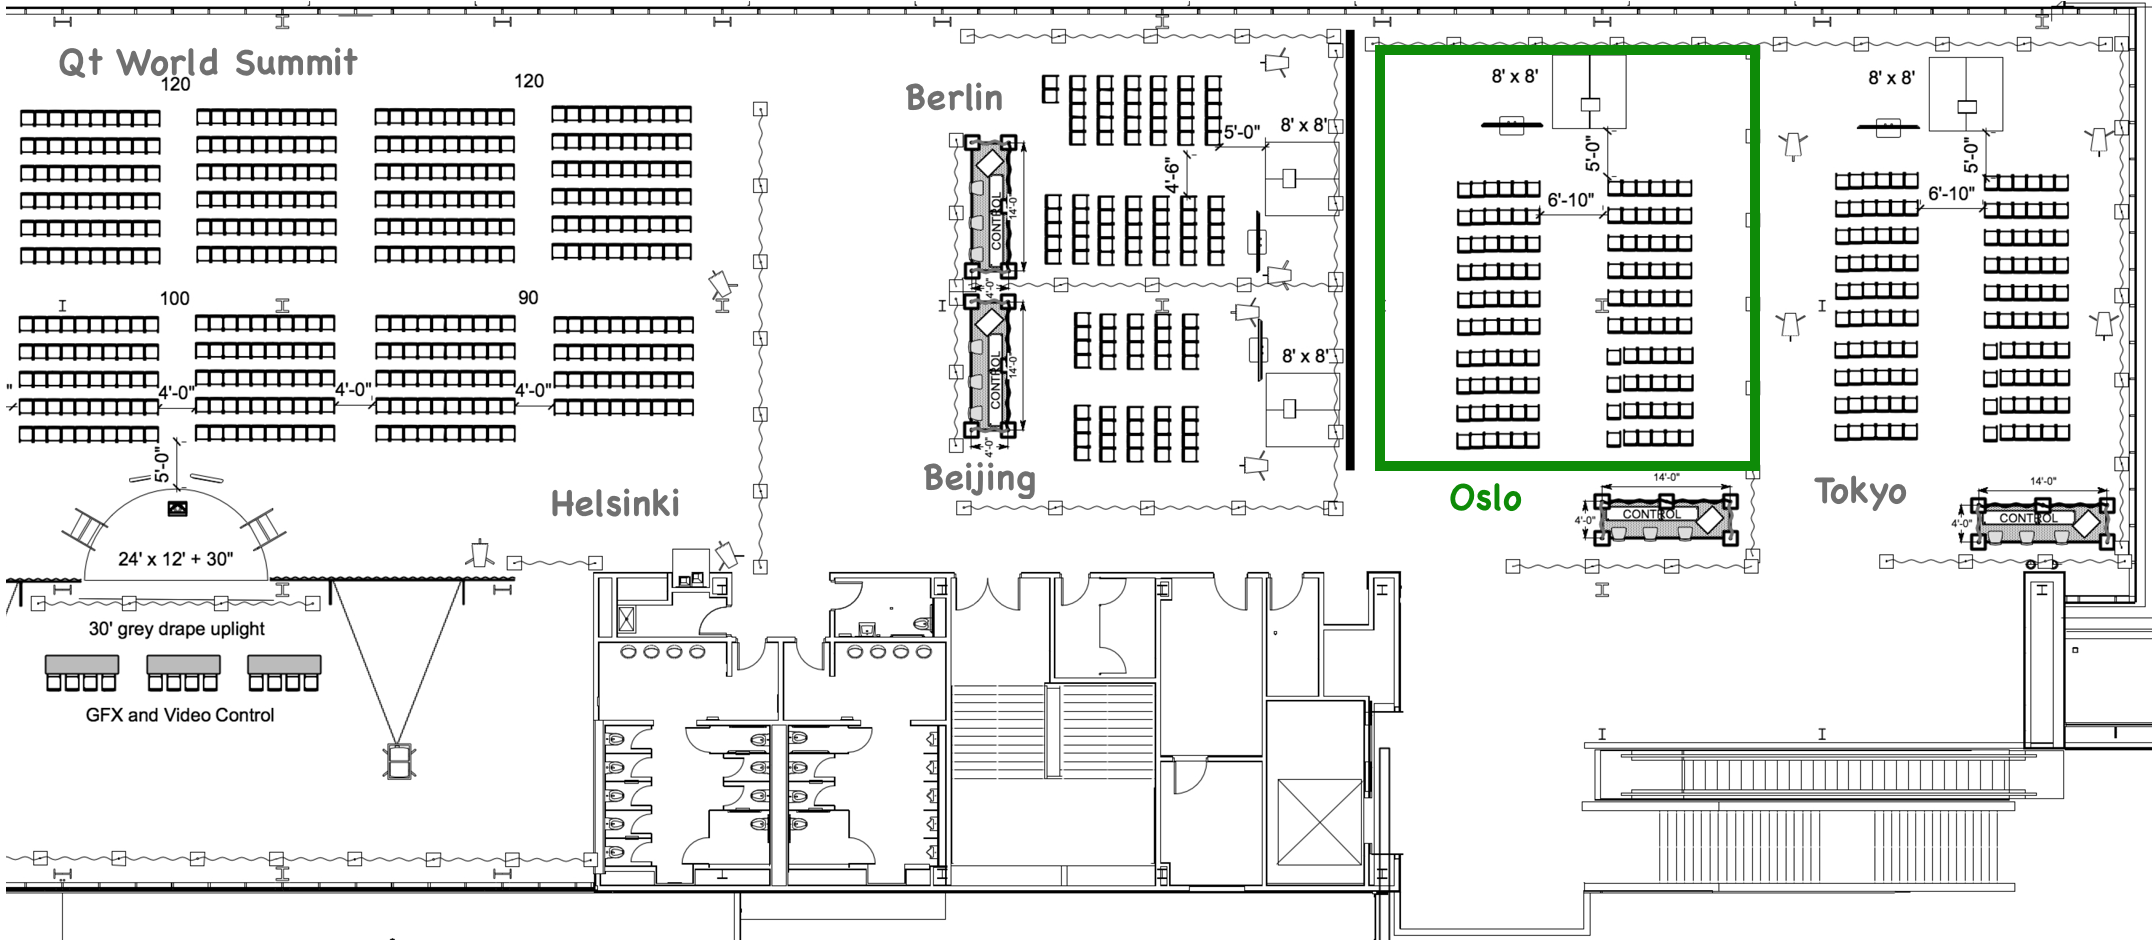 Qt World Summit
120
120
100
90
"
4'-0"
4'-0"
4'-0"
5'-0"
24' x 12' + 30"
30' grey drape uplight
GFX and Video Control
Helsinki
Berlin
CONTROL
14'-0"
4'-0"
5'-0"
8' x 8'
4'-6"
CONTROL
14'-0"
4'-0"
8' x 8'
Beijing
8' x 8'
5'-0"
6'-10"
Oslo
14'-0"
4'-0"
CONTROL
8' x 8'
5'-0"
6'-10"
Tokyo
14'-0"
4'-0"
CONTROL